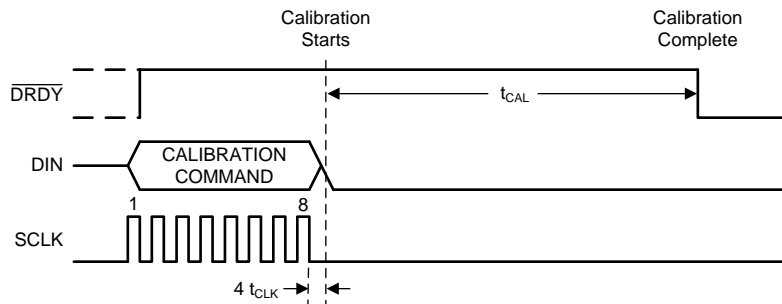 Calibration
Starts
Calibration
Complete
DRDY
tCAL
DIN
CALIBRATION
COMMAND
1
8
SCLK
4 tCLK